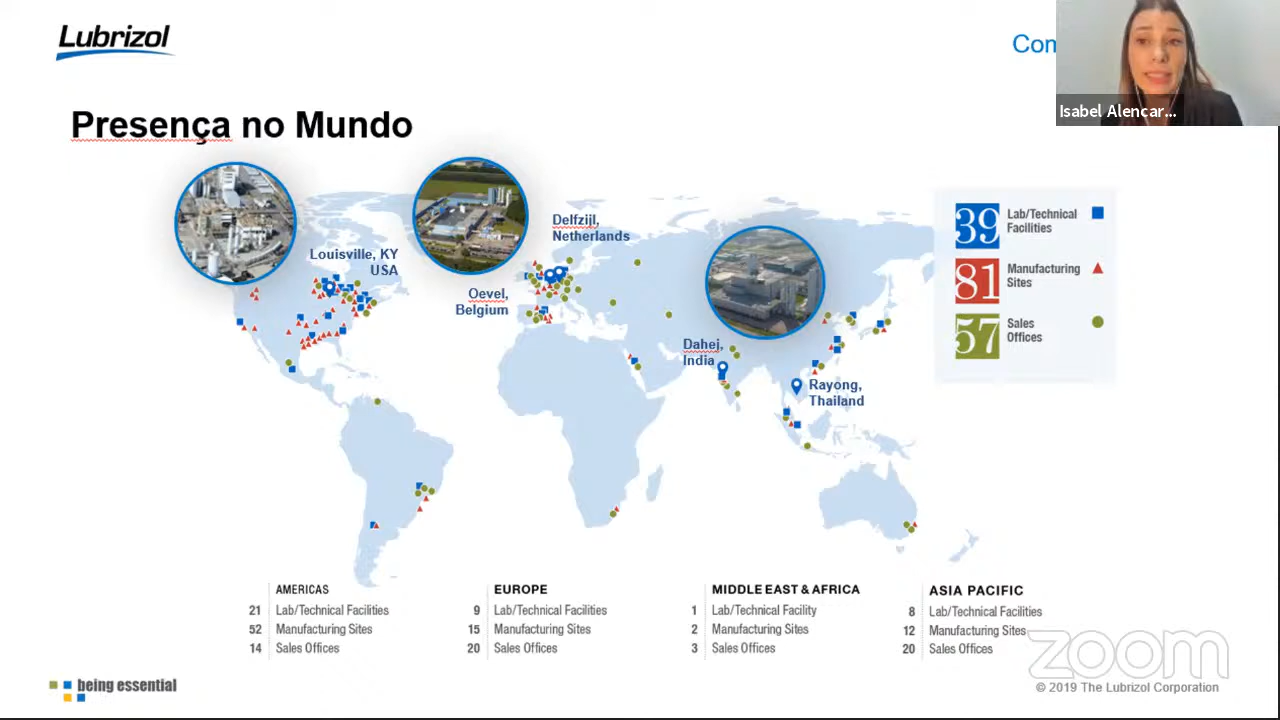 Lubrizol
Com
Isabel Alencar...
Presença no Mundo
Louisville, KY
USA
Delfzijl,
Netherlands
Oevel,
Belgium
Dahej,
India
Rayong,
Thailand
39 Lab/Technical Facilities
81 Manufacturing Sites
57 Sales Offices
AMERICAS
21 Lab/Technical Facilities
52 Manufacturing Sites
14 Sales Offices
EUROPE
9 Lab/Technical Facilities
15 Manufacturing Sites
20 Sales Offices
MIDDLE EAST & AFRICA
1 Lab/Technical Facility
2 Manufacturing Sites
3 Sales Offices
ASIA PACIFIC
8 Lab/Technical Facilities
12 Manufacturing Sites
20 Sales Offices
zoom
being essential
© 2019 The Lubrizol Corporation